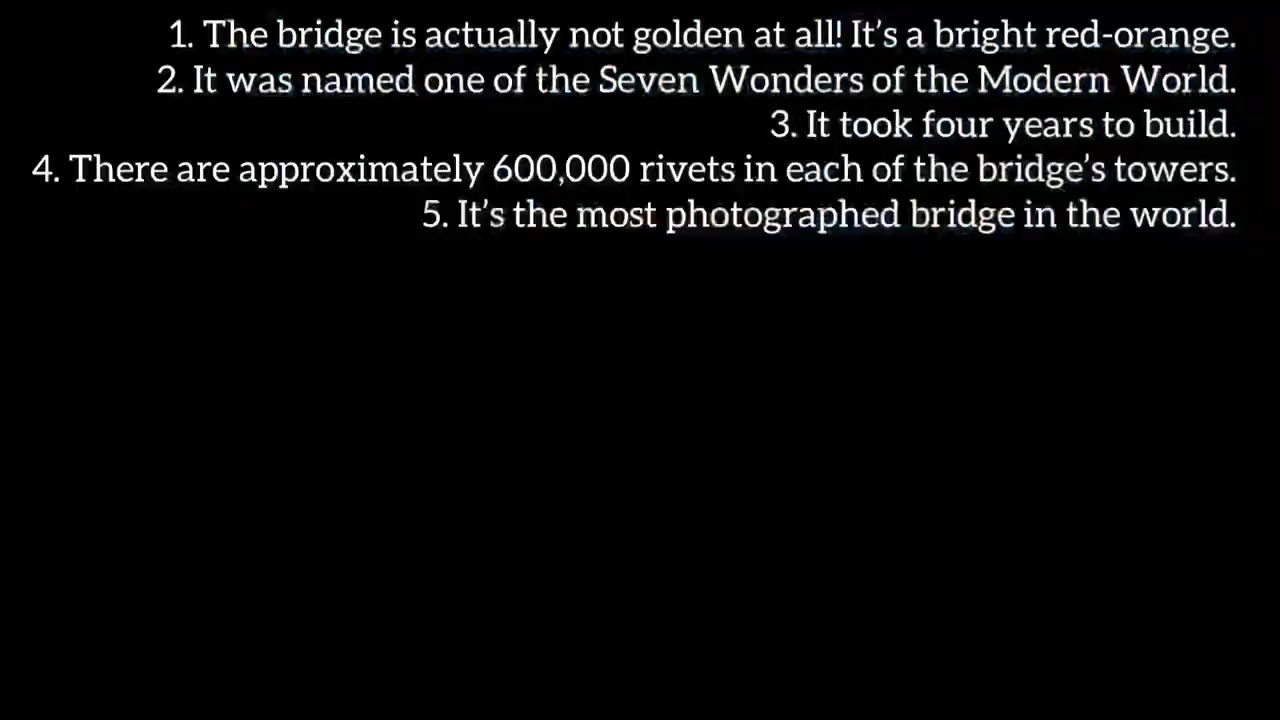 1. The bridge is actually not golden at all! It’s a bright red-orange.
2. It was named one of the Seven Wonders of the Modern World.
3. It took four years to build.
4. There are approximately 600,000 rivets in each of the bridge’s towers.
5. It’s the most photographed bridge in the world.